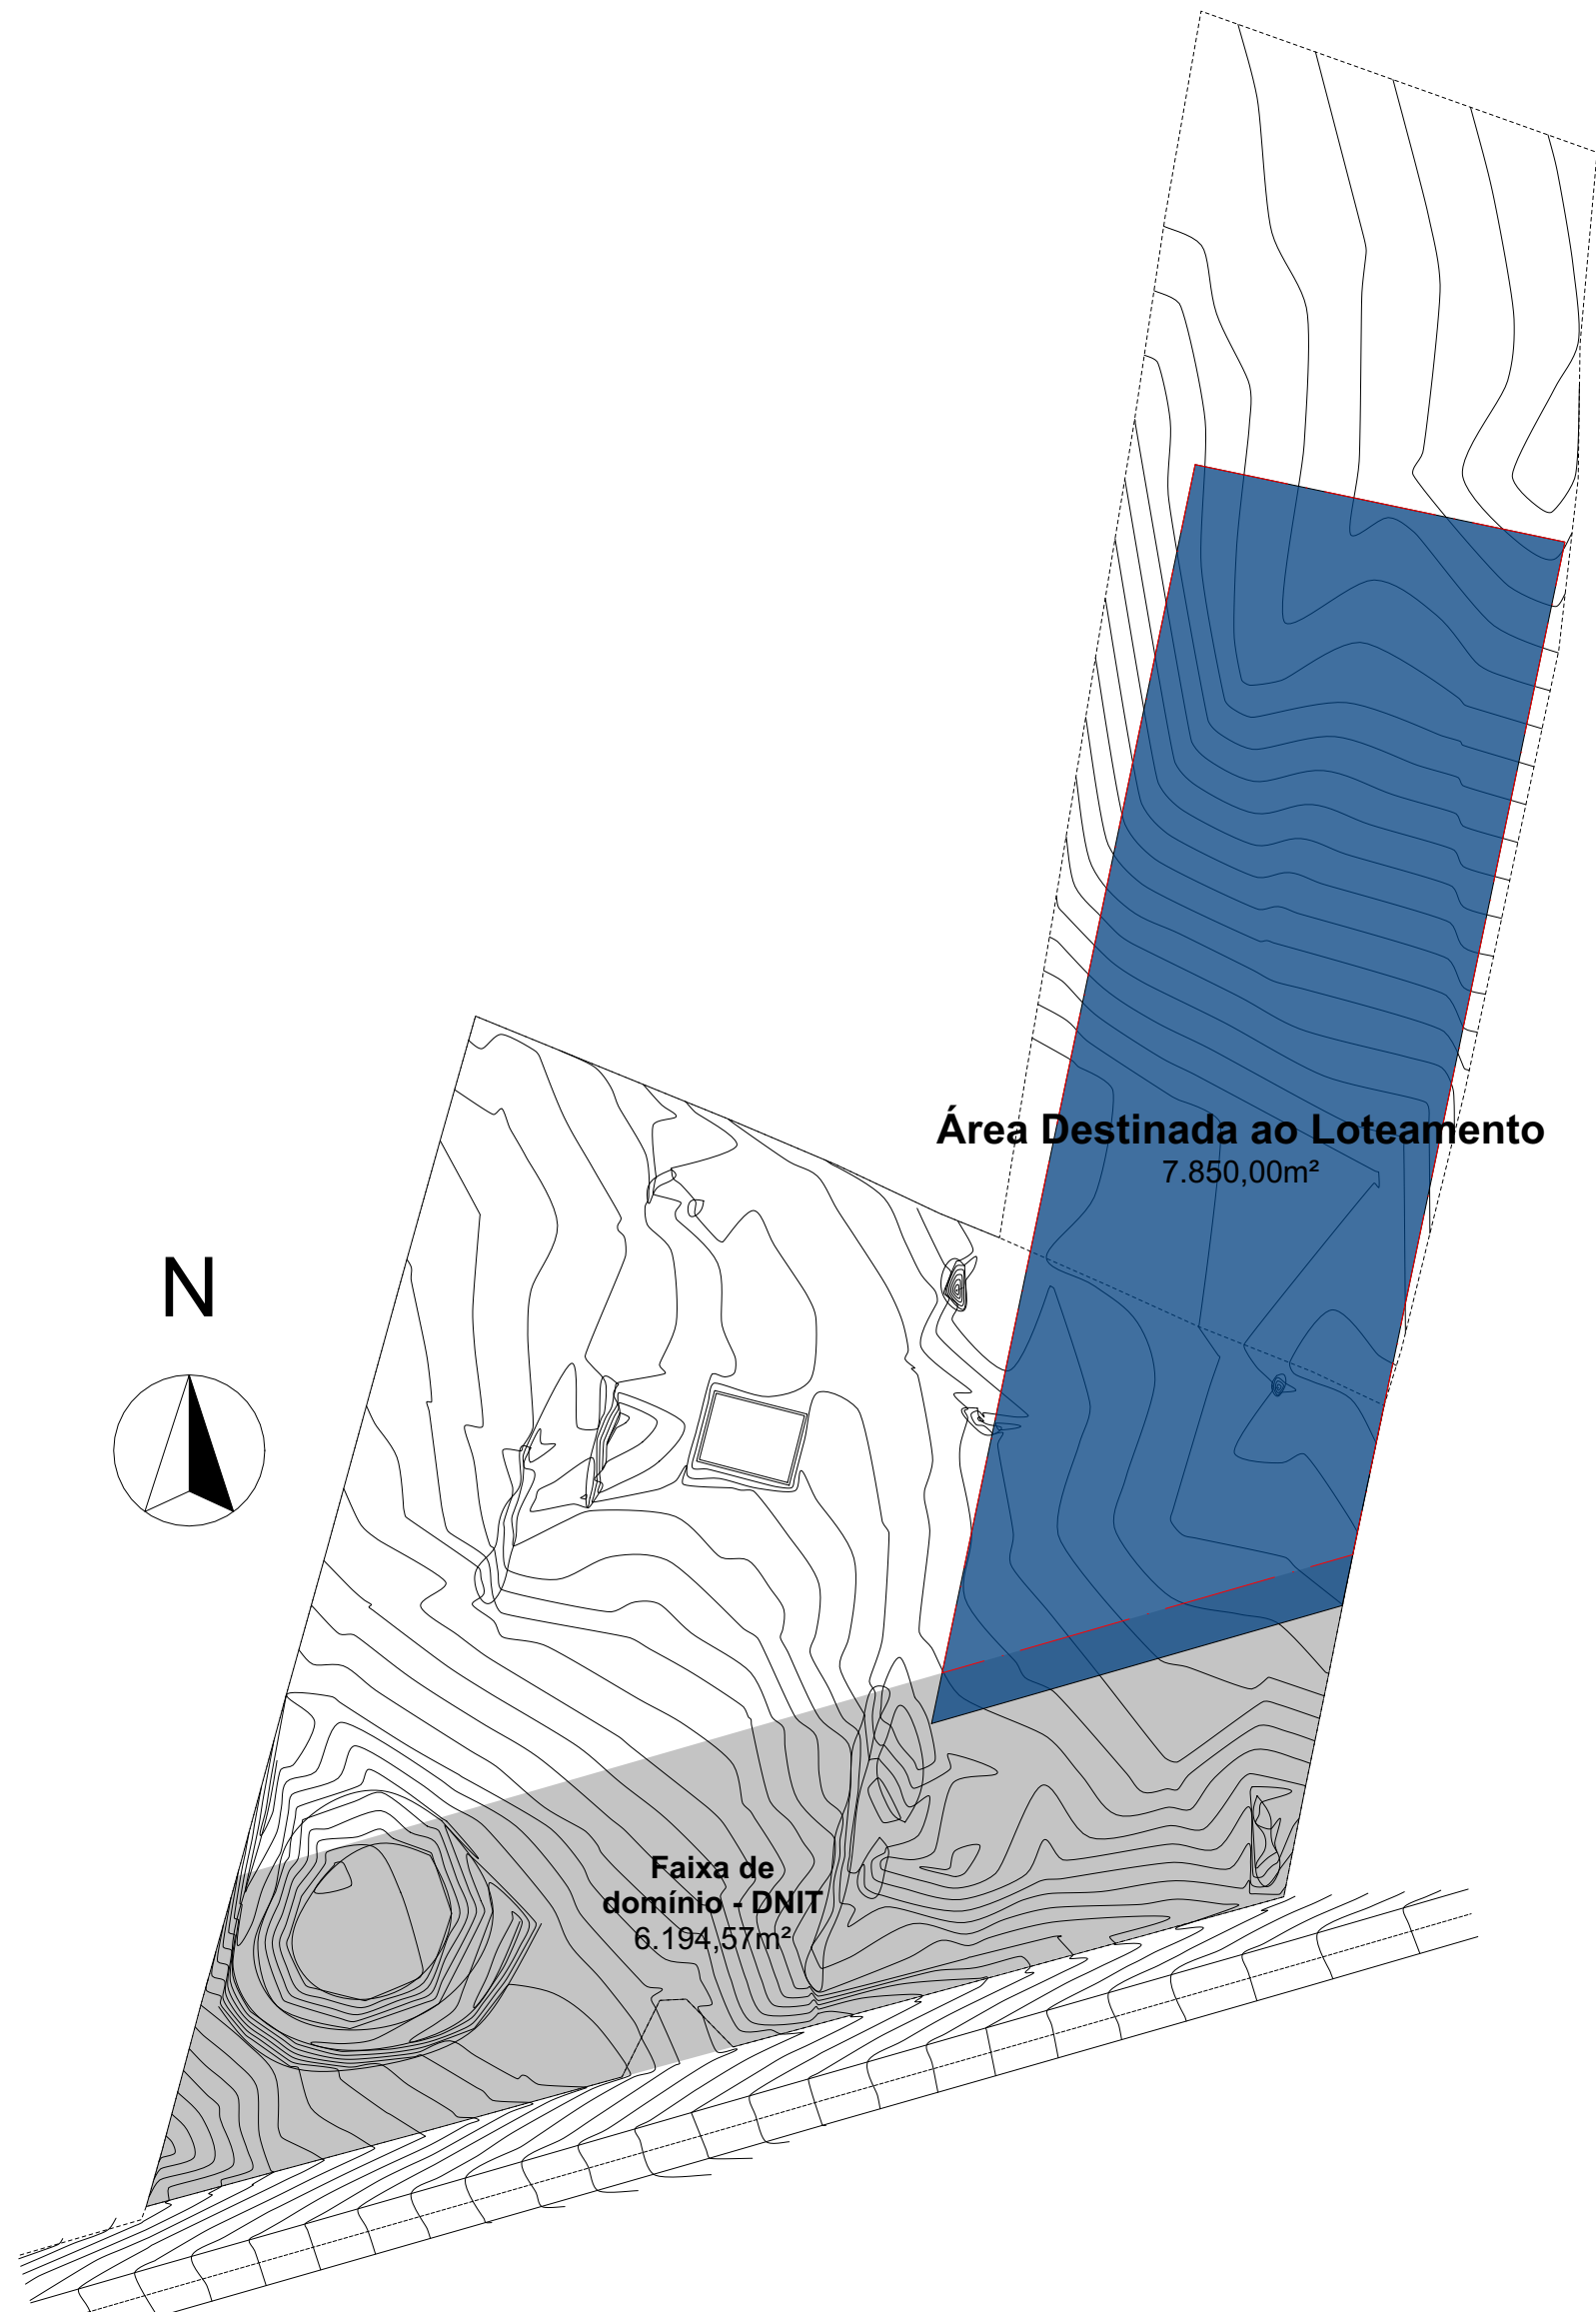 Área Destinada ao Loteamento
7.850,00m²
N
Faixa de
domínio - DNIT
6.194,57m²